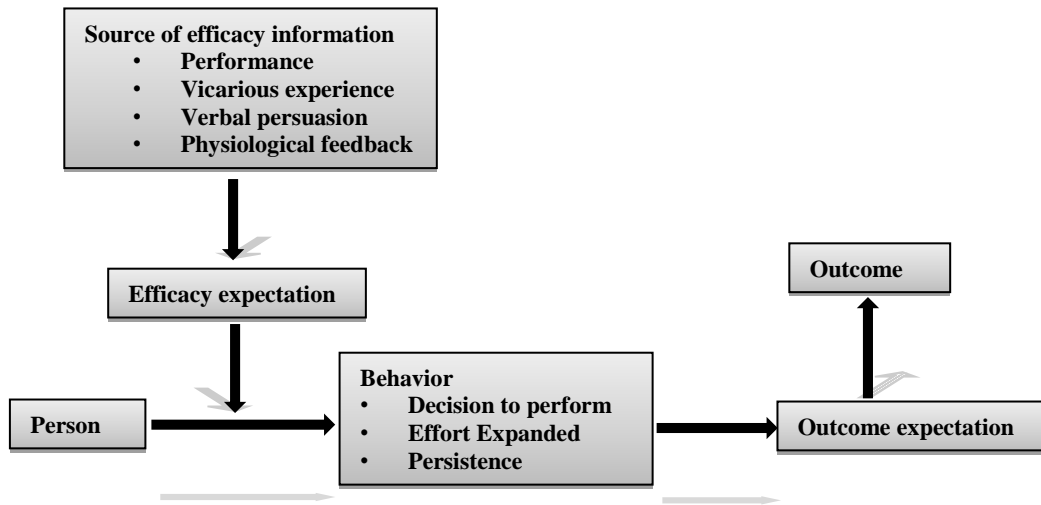 Source of efficacy information
• Performance
• Vicarious experience
• Verbal persuasion
• Physiological feedback
Efficacy expectation
Outcome
Person
Behavior
• Decision to perform
• Effort Expanded
• Persistence
Outcome expectation